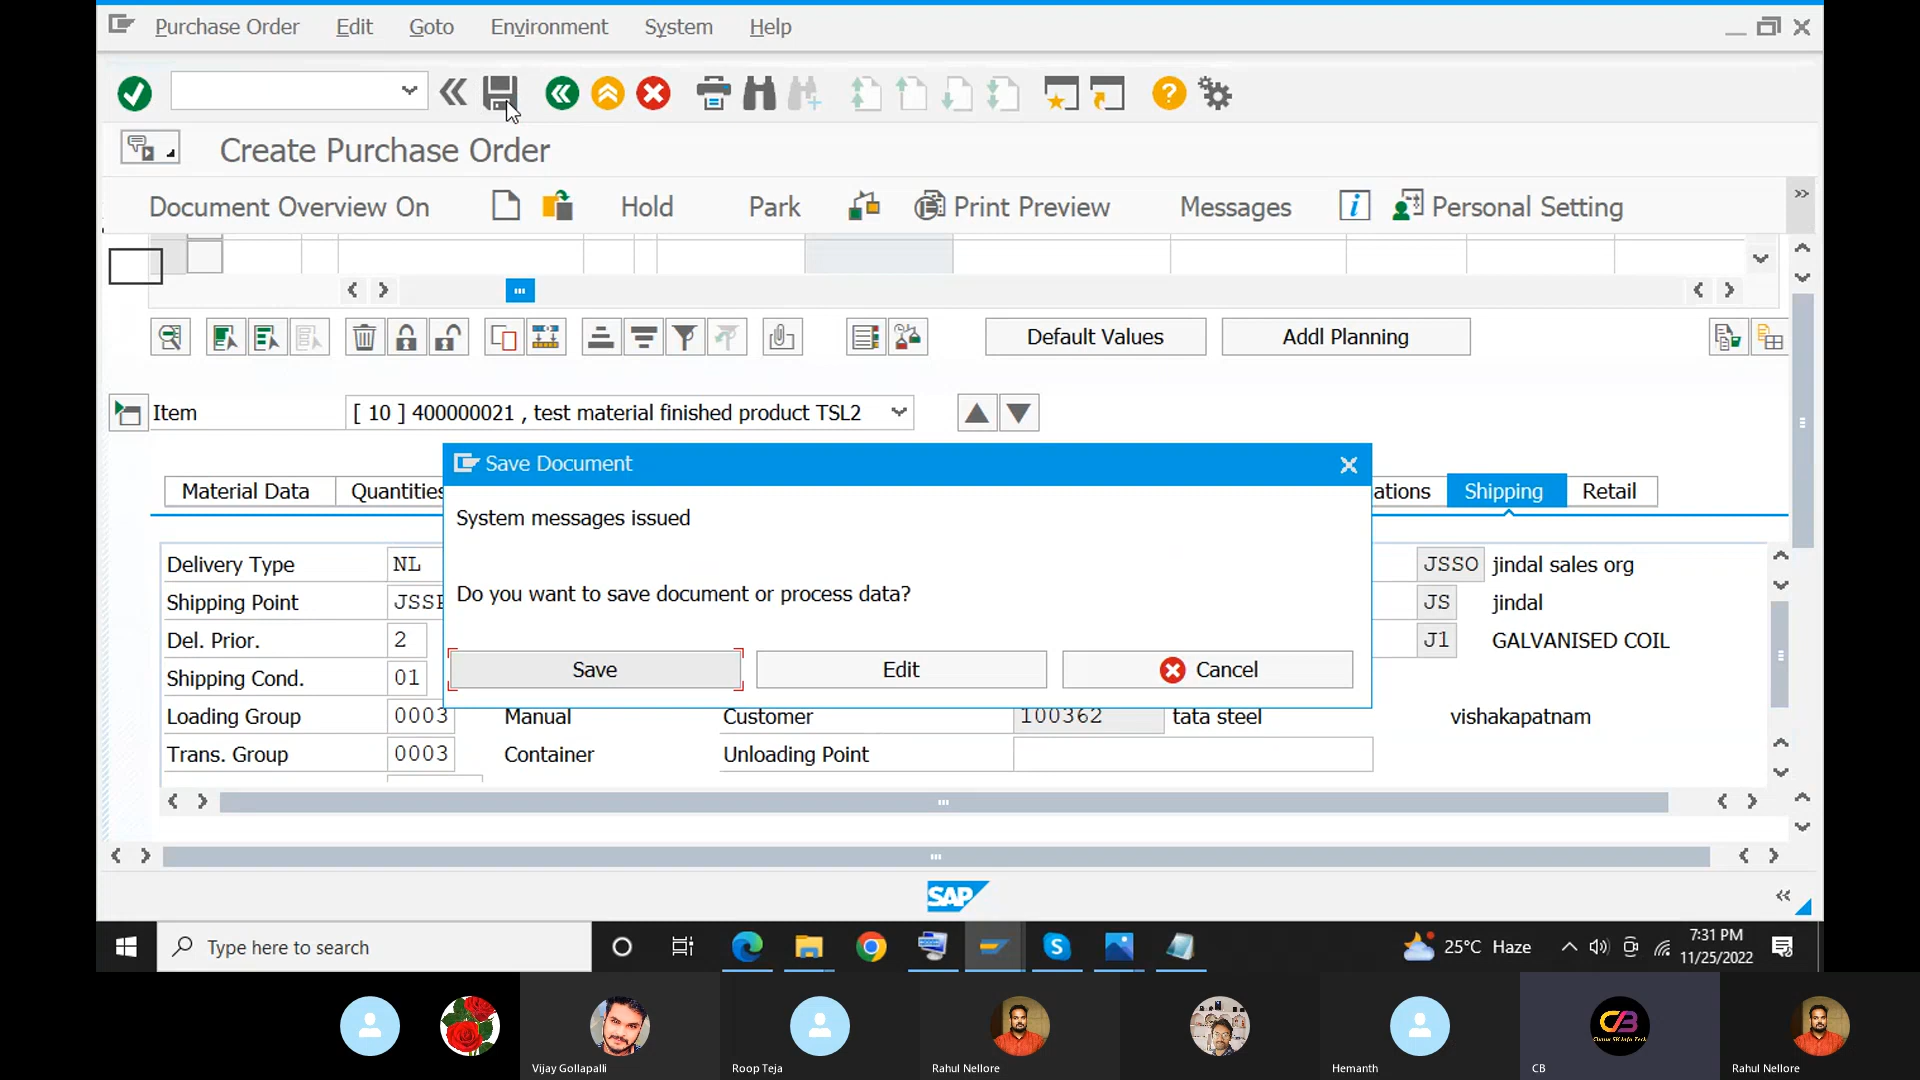 Purchase Order Edit Goto Environment System Help
Create Purchase Order
Document Overview On Hold Park Print Preview Messages Personal Setting
Default Values Addl Planning
Item [ 10 ] 400000021 , test material finished product TSL2
Material Data Quantities ations Shipping Retail
Save Document
System messages issued
Do you want to save document or process data?
Save Edit Cancel
Delivery Type NL JSSO jindal sales org
Shipping Point JS jindal
Del. Prior. 2 J1 GALVANISED COIL
Shipping Cond. 01
Loading Group 0003 Manual Customer 100362 tata steel vishakapatnam
Trans. Group 0003 Container Unloading Point
SAP
Type here to search 25°C Haze 7:31 PM
11/25/2022
CB
Vijay Gollapalli Roop Teja Rahul Nellore Hemanth CB Rahul Nellore